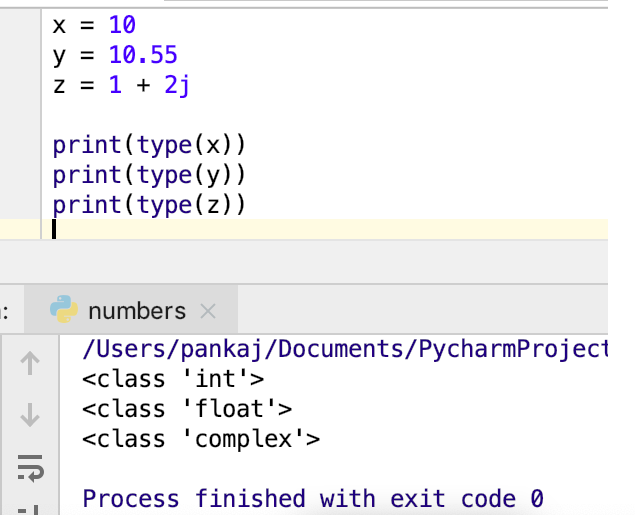 x = 10
y = 10.55
z = 1 + 2j
print(type(x))
print(type(y))
print(type(z))
: numbers
/Users/pankaj/Documents/PycharmProject
<class 'int'>
<class 'float'>
<class 'complex'>
Process finished with exit code 0